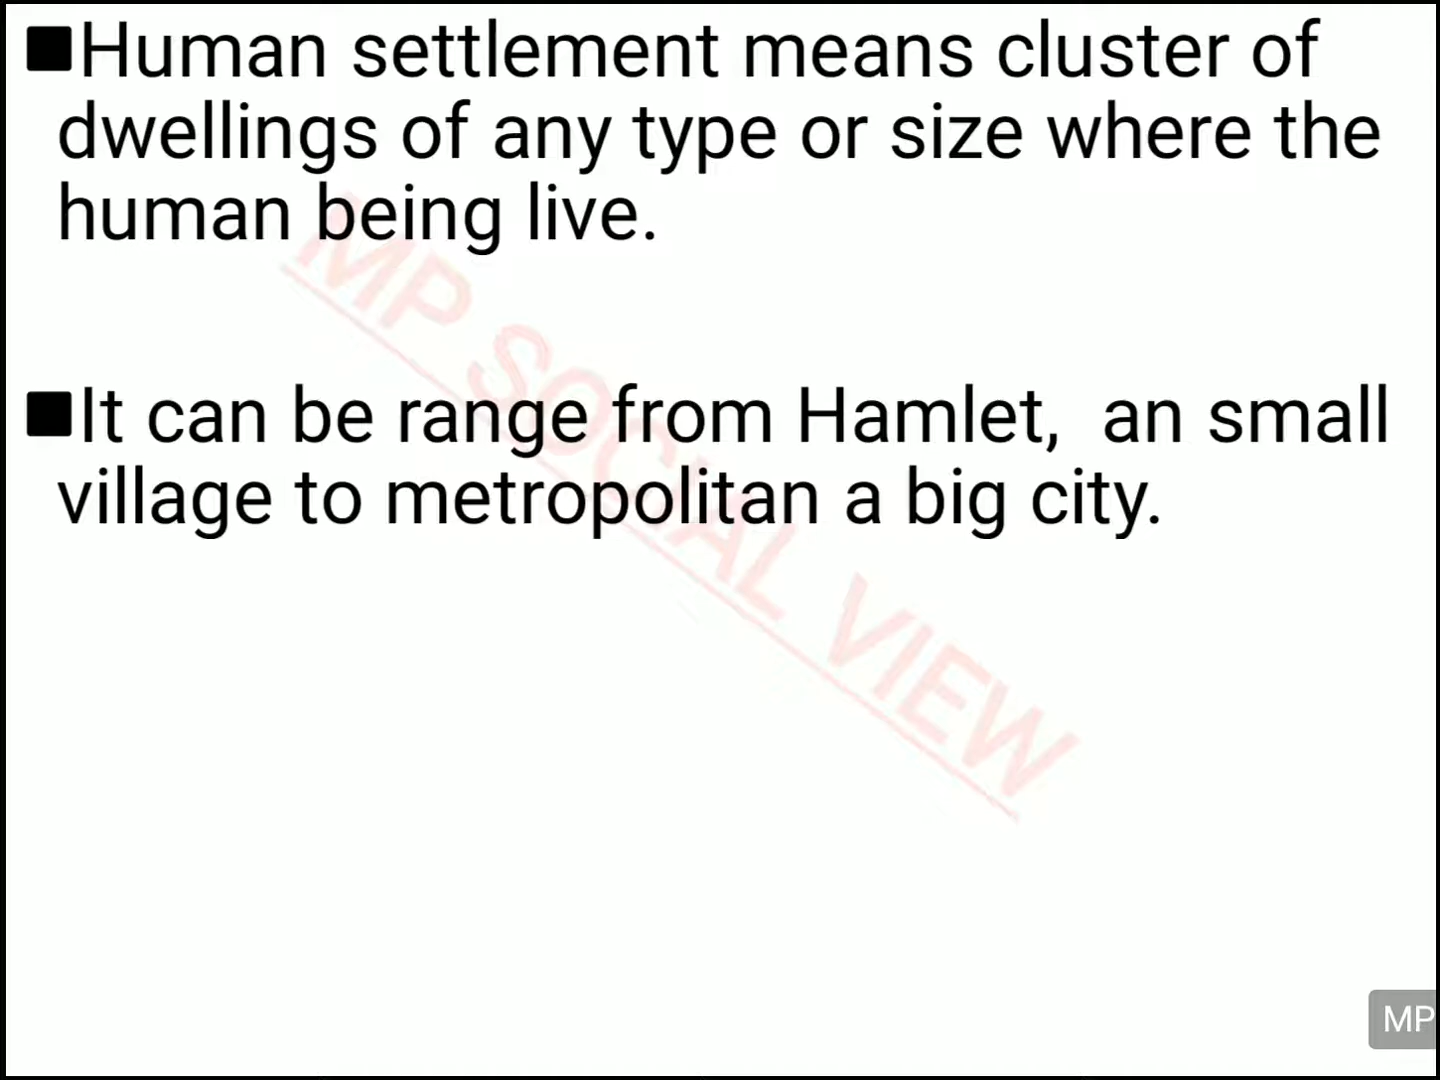 ■Human settlement means cluster of
dwellings of any type or size where the
human being live.
■It can be range from Hamlet,  an small
village to metropolitan a big city.
MP SOCIAL VIEW
MP